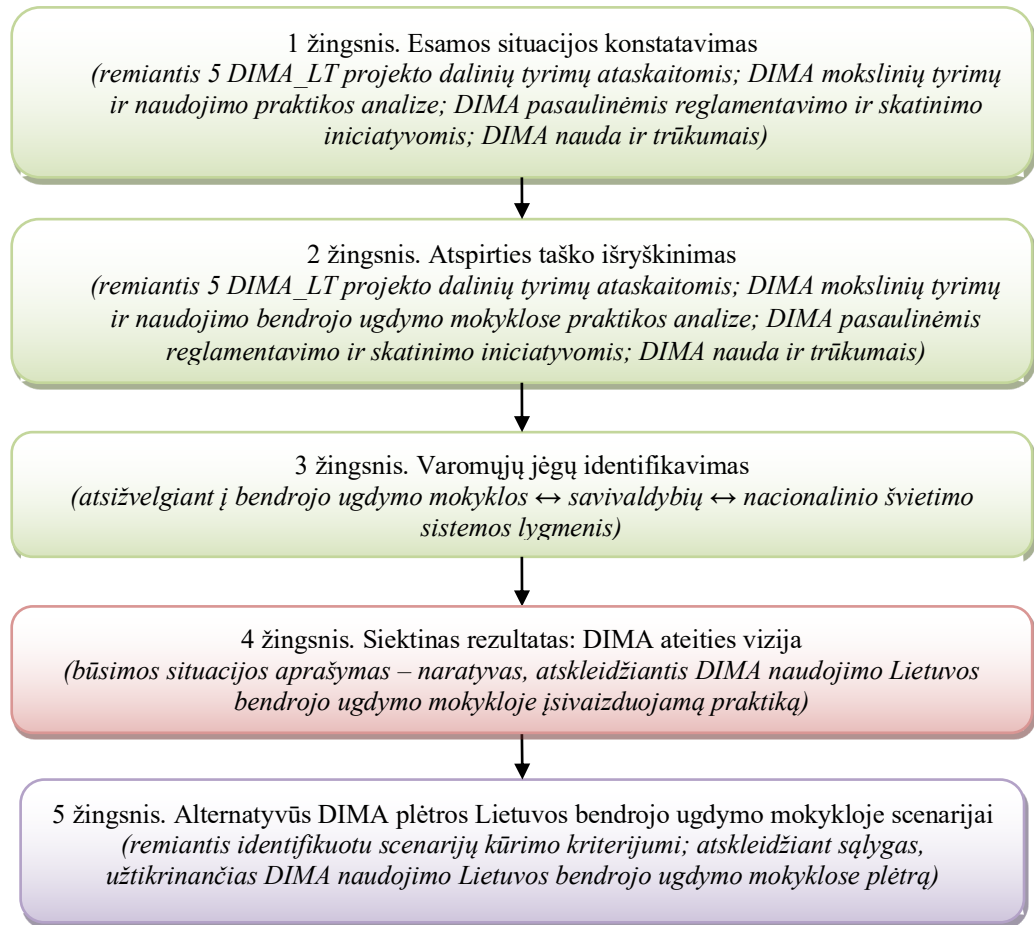 1 žingsnis. Esamos situacijos konstatavimas
(remiantis 5 DIMA_LT projekto dalinių tyrimų ataskaitomis; DIMA mokslinių tyrimų
ir naudojimo praktikos analize; DIMA pasaulinėmis reglamentavimo ir skatinimo
iniciatyvomis; DIMA nauda ir trūkumais)
2 žingsnis. Atspirties taško išryškinimas
(remiantis 5 DIMA_LT projekto dalinių tyrimų ataskaitomis; DIMA mokslinių tyrimų
ir naudojimo bendrojo ugdymo mokyklose praktikos analize; DIMA pasaulinėmis
reglamentavimo ir skatinimo iniciatyvomis; DIMA nauda ir trūkumais)
3 žingsnis. Varomųjų jėgų identifikavimas
(atsižvelgiant į bendrojo ugdymo mokyklos ↔ savivaldybių ↔ nacionalinio švietimo
sistemos lygmenis)
4 žingsnis. Siektinas rezultatas: DIMA ateities vizija
(būsimos situacijos aprašymas – naratyvas, atskleidžiantis DIMA naudojimo Lietuvos
bendrojo ugdymo mokykloje įsivaizduojamą praktiką)
5 žingsnis. Alternatyvūs DIMA plėtros Lietuvos bendrojo ugdymo mokykloje scenarijai
(remiantis identifikuotu scenarijų kūrimo kriterijumi; atskleidžiant sąlygas,
užtikrinančias DIMA naudojimo Lietuvos bendrojo ugdymo mokyklose plėtrą)